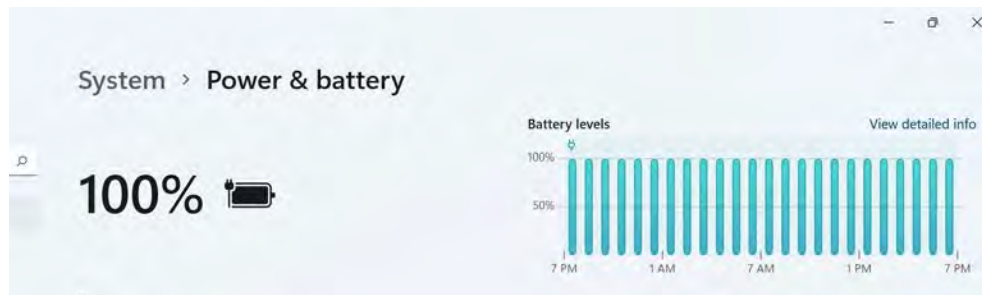 System > Power & battery
100%
Battery levels
View detailed info
100%
50%
7 PM
1 AM
7 AM
1 PM
7 PM